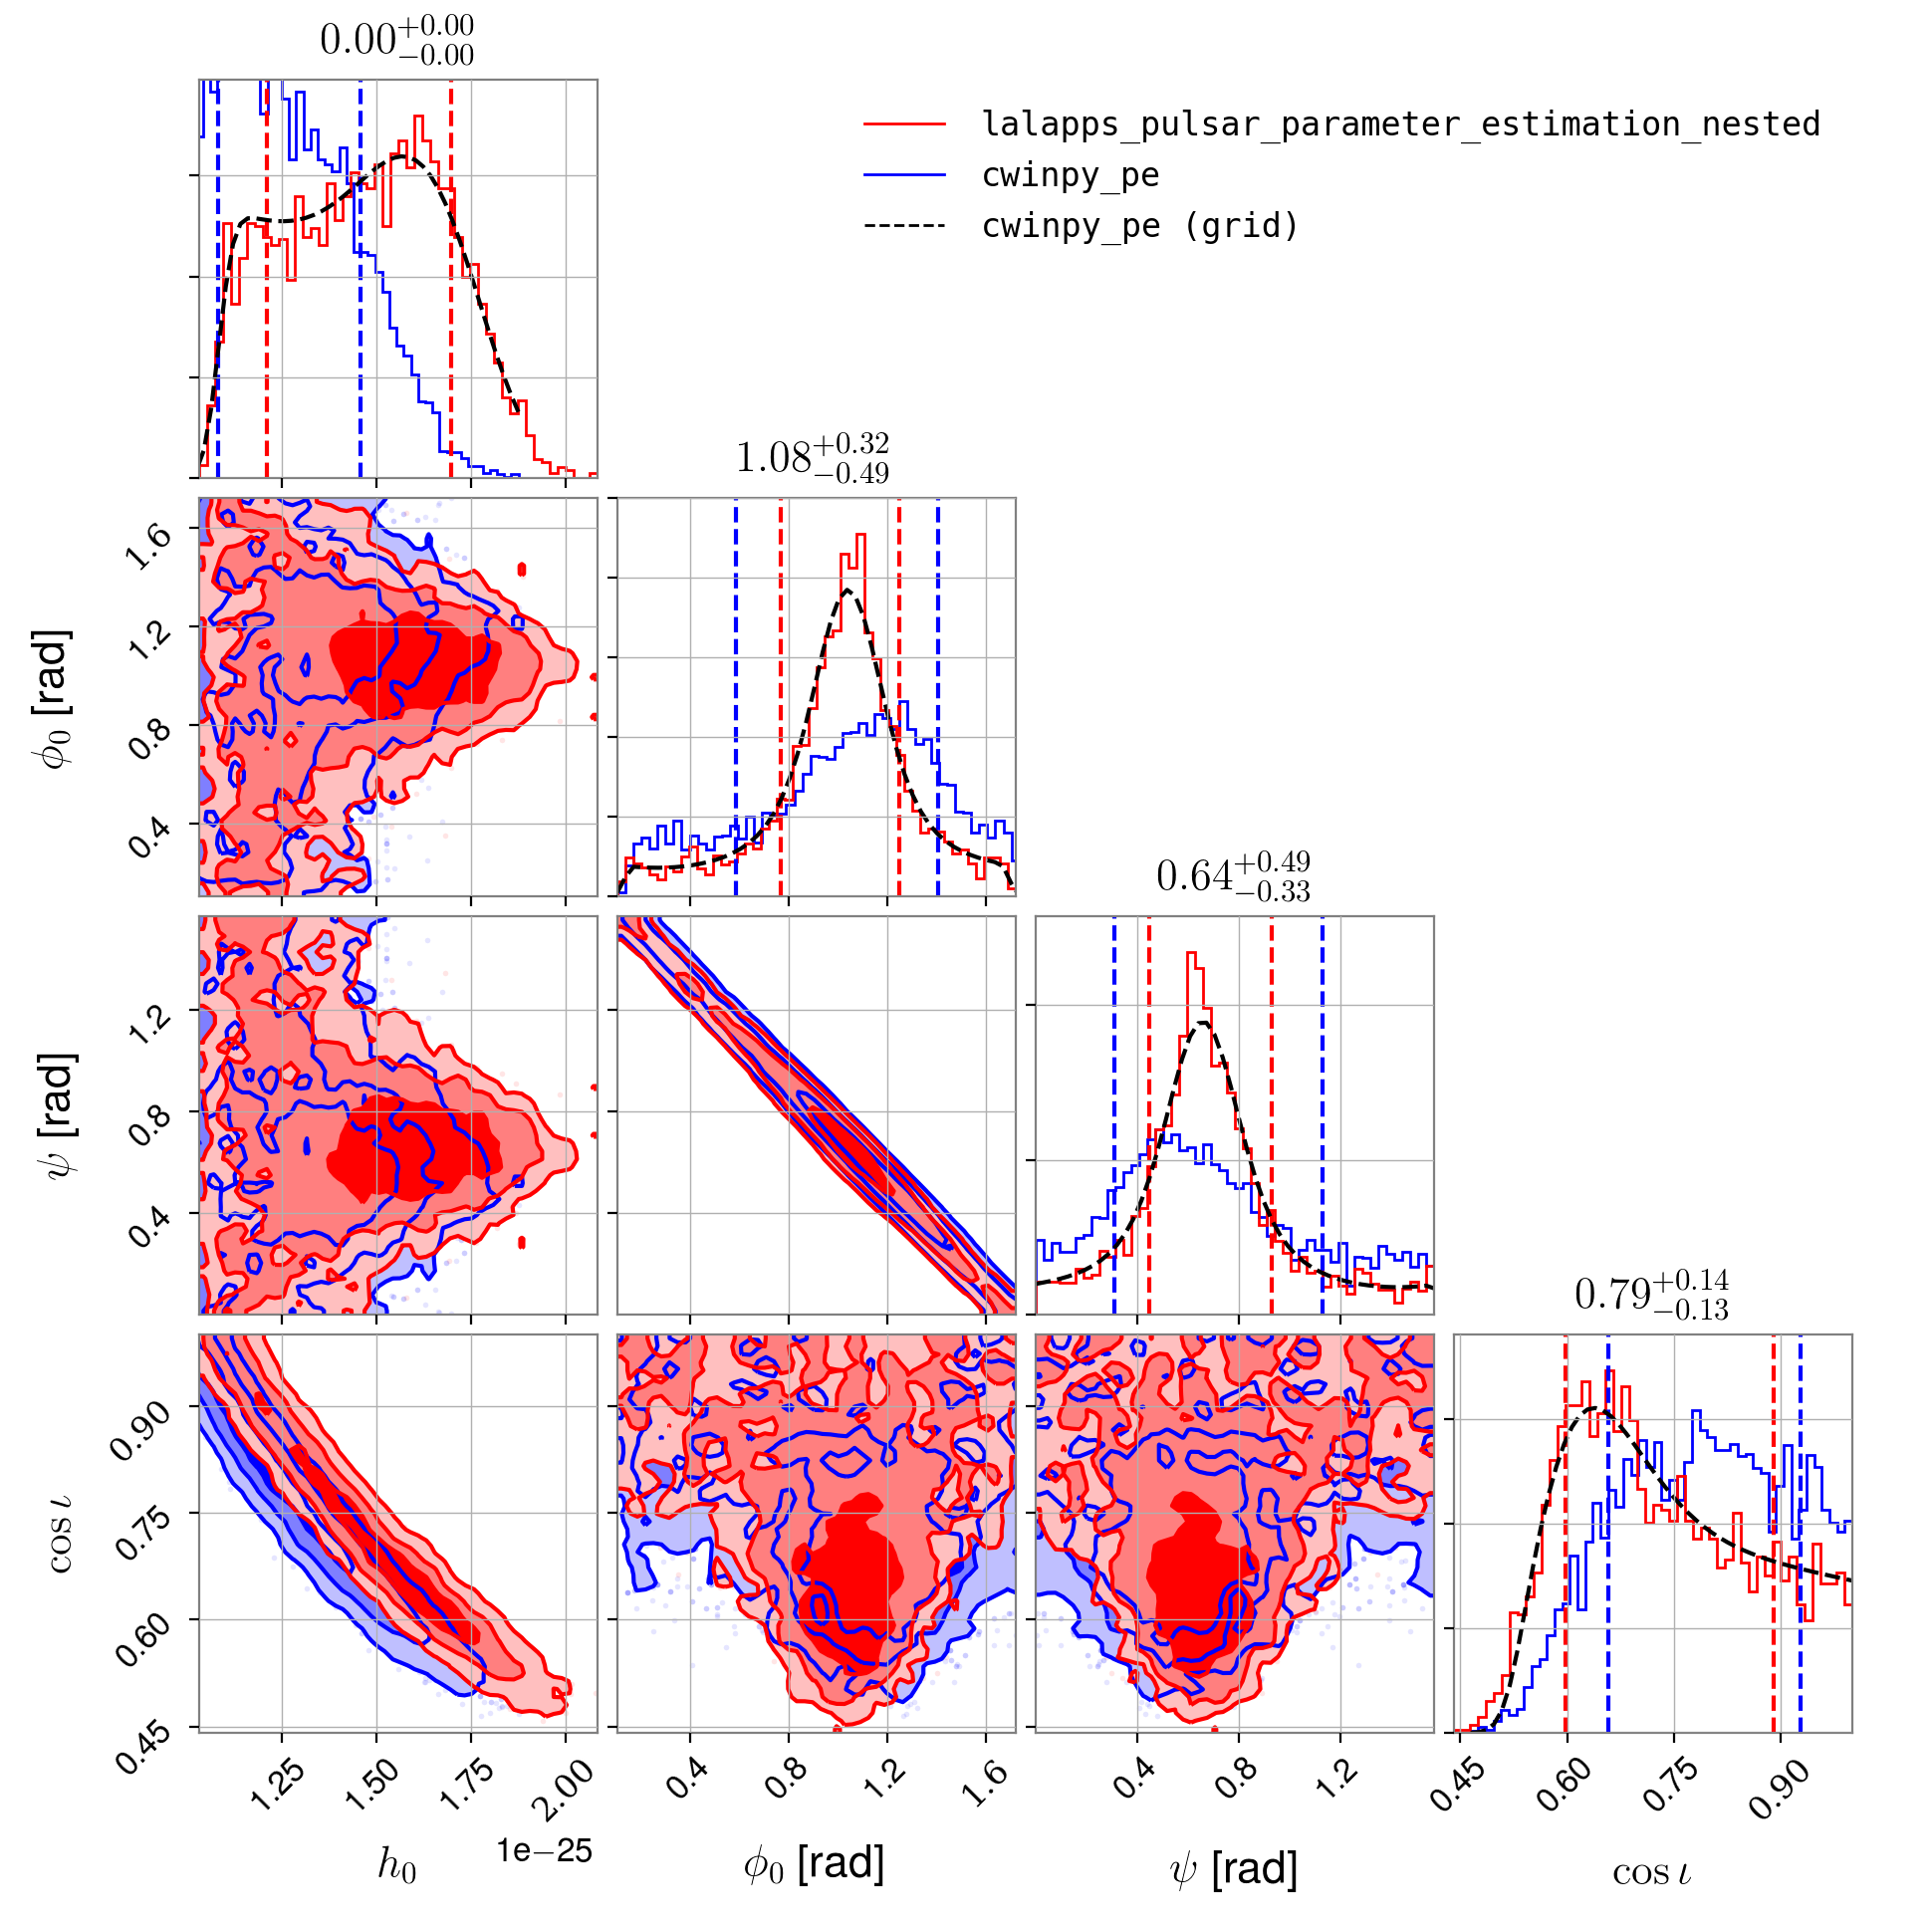 0.00+0.00−0.00
lalapps_pulsar_parameter_estimation_nested
cwinpy_pe
cwinpy_pe (grid)
1.08+0.32−0.49
1.6
1.2
0.8
0.4
ϕ0 [rad]
0.64+0.49−0.33
1.2
0.8
0.4
ψ [rad]
0.79+0.14−0.13
0.90
0.75
0.60
0.45
cos ι
1.25 1.50 1.75 2.00
0.4 0.8 1.2 1.6
0.4 0.8 1.2
0.45 0.60 0.75 0.90
1e−25
h0
ϕ0 [rad]
ψ [rad]
cos ι